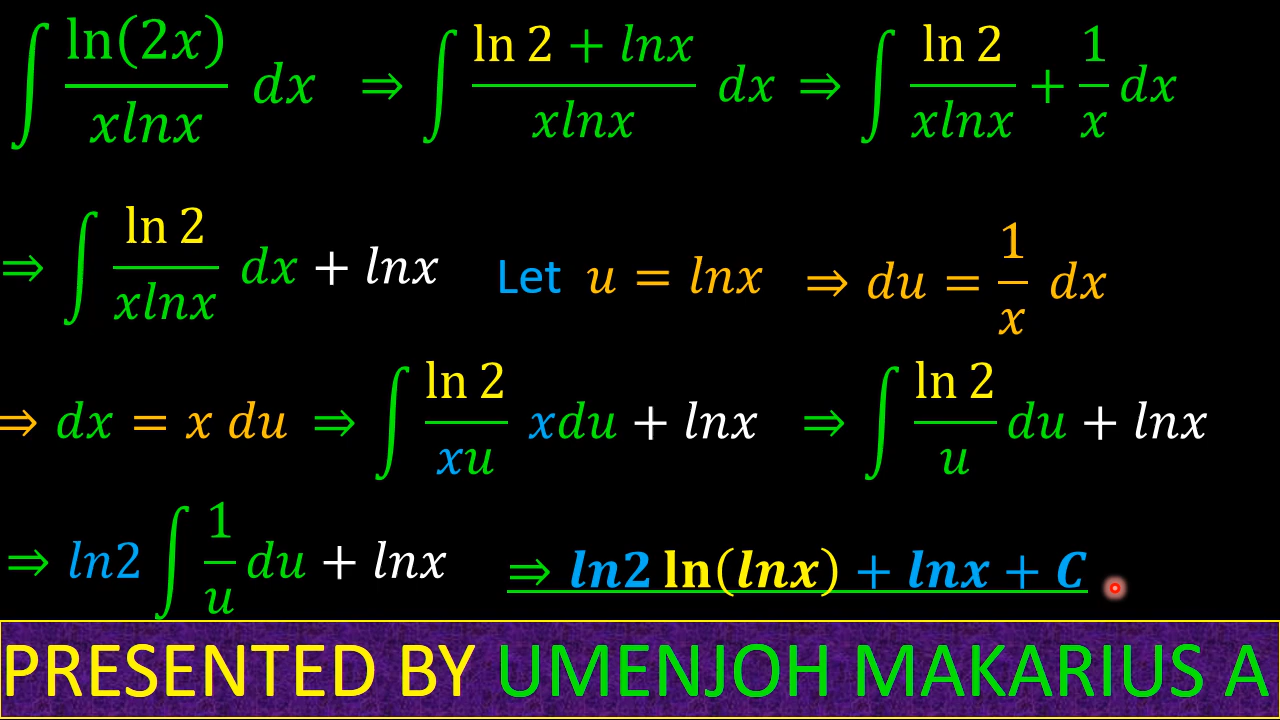 ∫ ln(2x)/xlnx dx ⇒ ∫ ln 2 + lnx/xlnx dx ⇒ ∫ ln 2/xlnx + 1/x dx
⇒ ∫ ln 2/xlnx dx + lnx Let u = lnx ⇒ du = 1/x dx
⇒ dx = x du ⇒ ∫ ln 2/xu xdu + lnx ⇒ ∫ ln 2/u du + lnx
⇒ ln2 ∫ 1/u du + lnx ⇒ ln2 ln(lnx) + lnx + C
PRESENTED BY UMENJOH MAKARIUS A